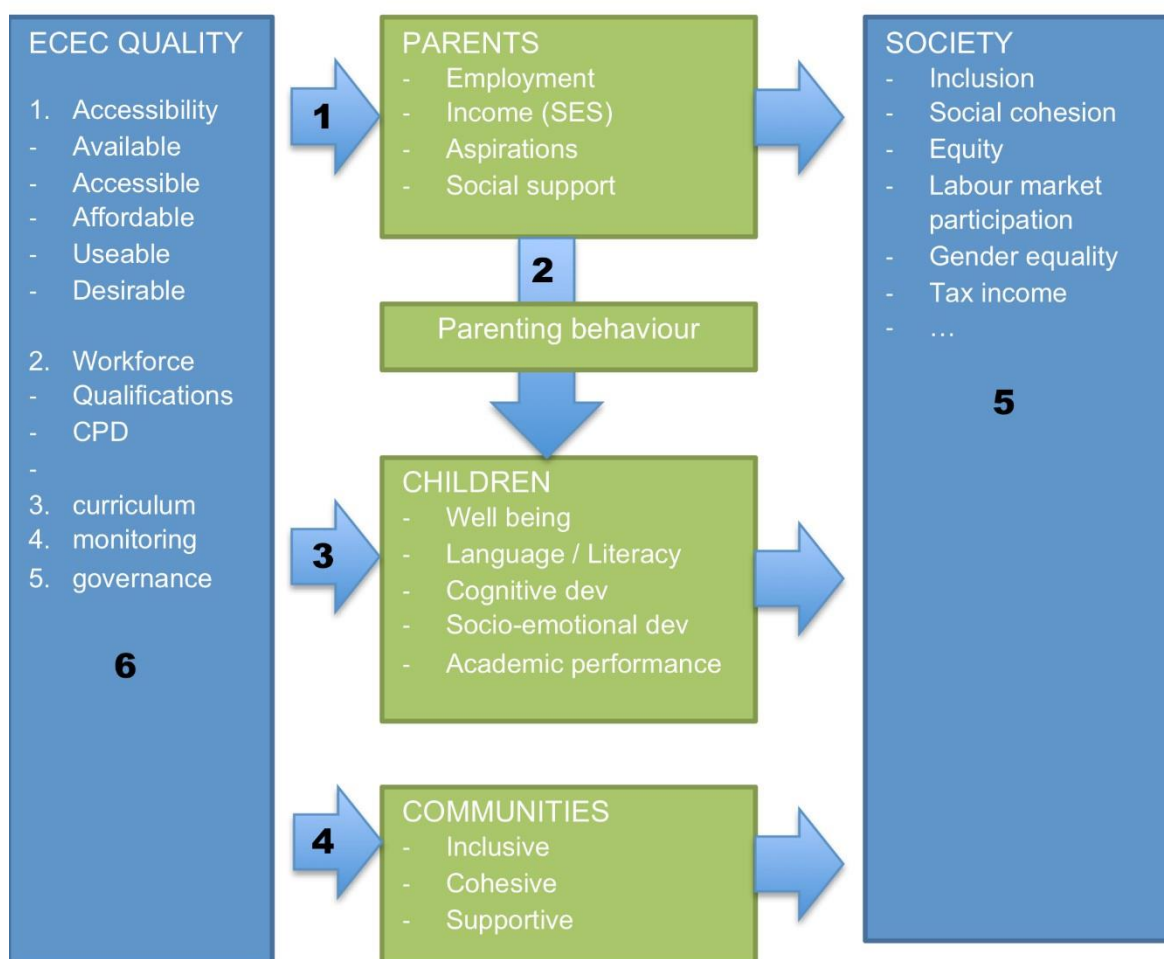 ECEC QUALITY
1. Accessibility
- Available
- Accessible
- Affordable
- Useable
- Desirable
2. Workforce
- Qualifications
- CPD
-
3. curriculum
4. monitoring
5. governance
6
1
PARENTS
- Employment
- Income (SES)
- Aspirations
- Social support
2
Parenting behaviour
3
CHILDREN
- Well being
- Language / Literacy
- Cognitive dev
- Socio-emotional dev
- Academic performance
4
COMMUNITIES
- Inclusive
- Cohesive
- Supportive
SOCIETY
- Inclusion
- Social cohesion
- Equity
- Labour market
participation
- Gender equality
- Tax income
- …
5